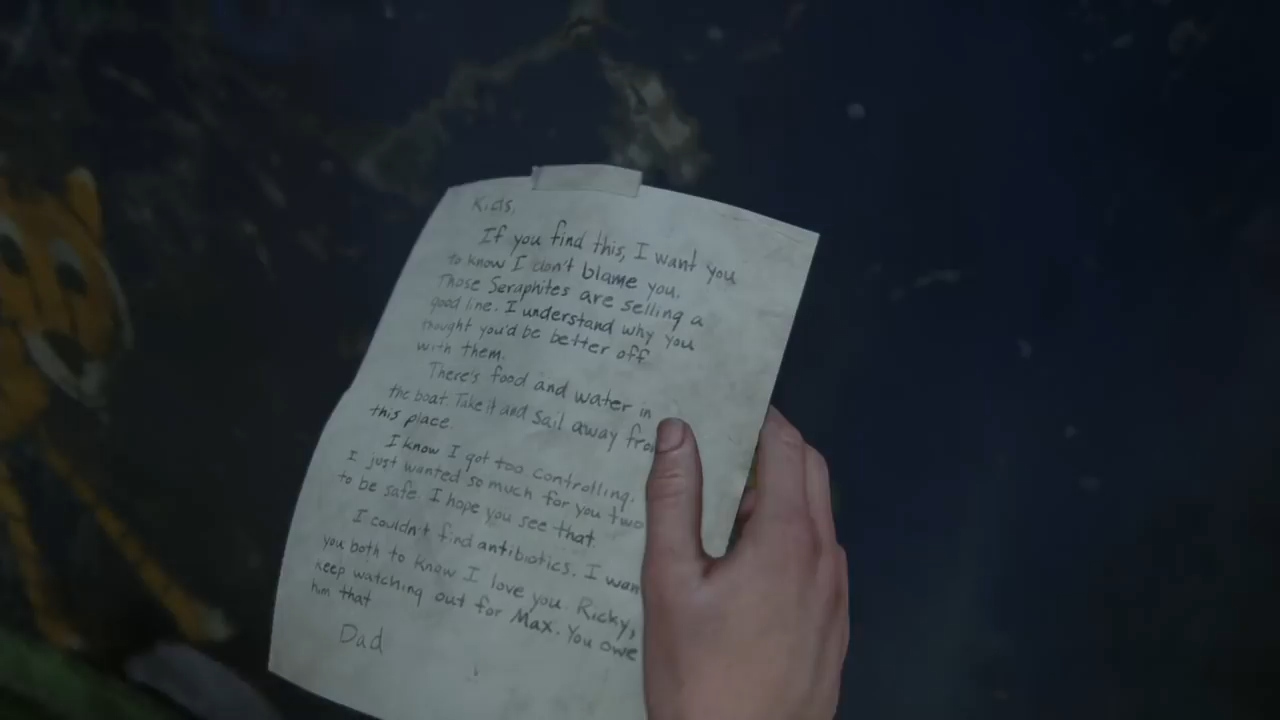 Kids,
If you find this, I want you
to know I don't blame you.
Those Seraphites are selling a
good line. I understand why you
thought you'd be better off
with them.
There's food and water in
the boat. Take it and sail away fro
this place.
I know I got too controlling.
I just wanted so much for you two
to be safe. I hope you see that.
I couldn't find antibiotics. I wan
you both to know I love you. Ricky,
keep watching out for Max. You owe
him that
Dad